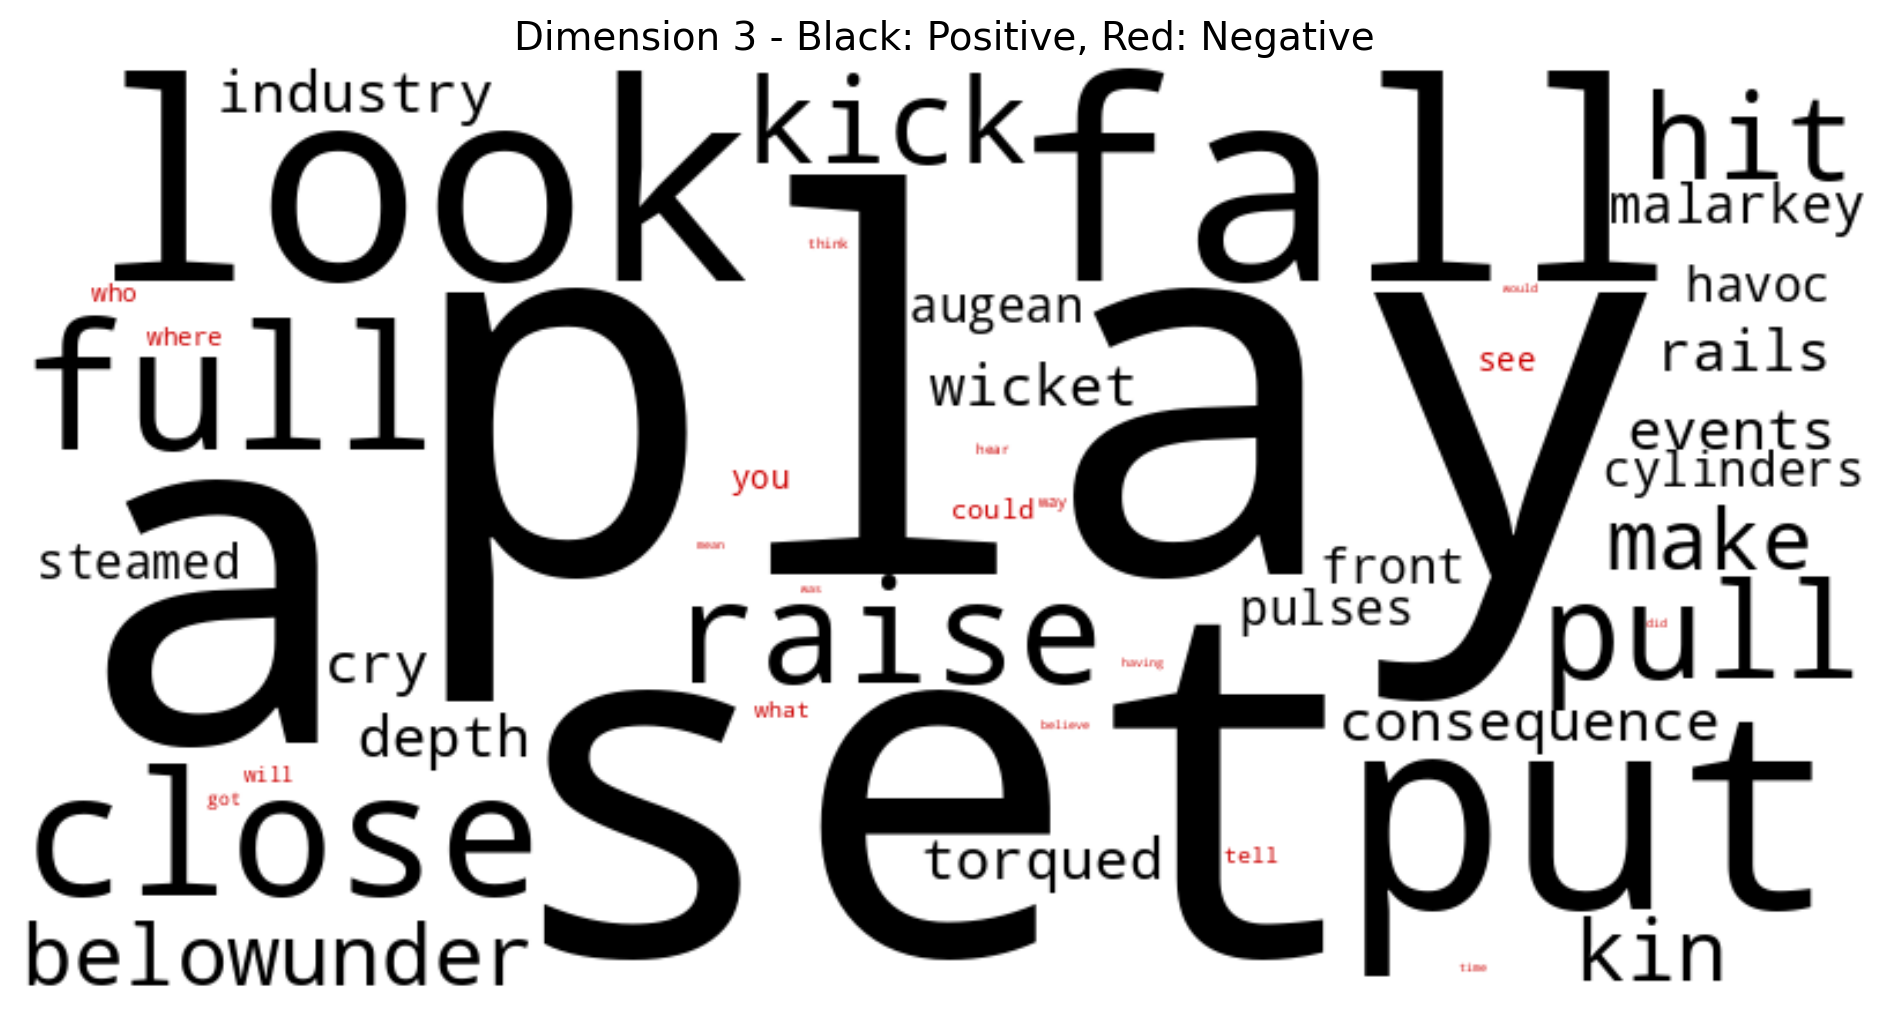 Dimension 3 - Black: Positive, Red: Negative
look
industry
kick
fall
hit
malarkey
think
who
where
full
play
augean
would
havoc
wicket
see
rails
hear
you
could
way
events
cylinders
a
steamed
mean
was
front
make
pulses
raise
pull
did
cry
having
depth
what
believe
set
consequence
will
got
close
put
torqued
tell
belowunder
kin
time